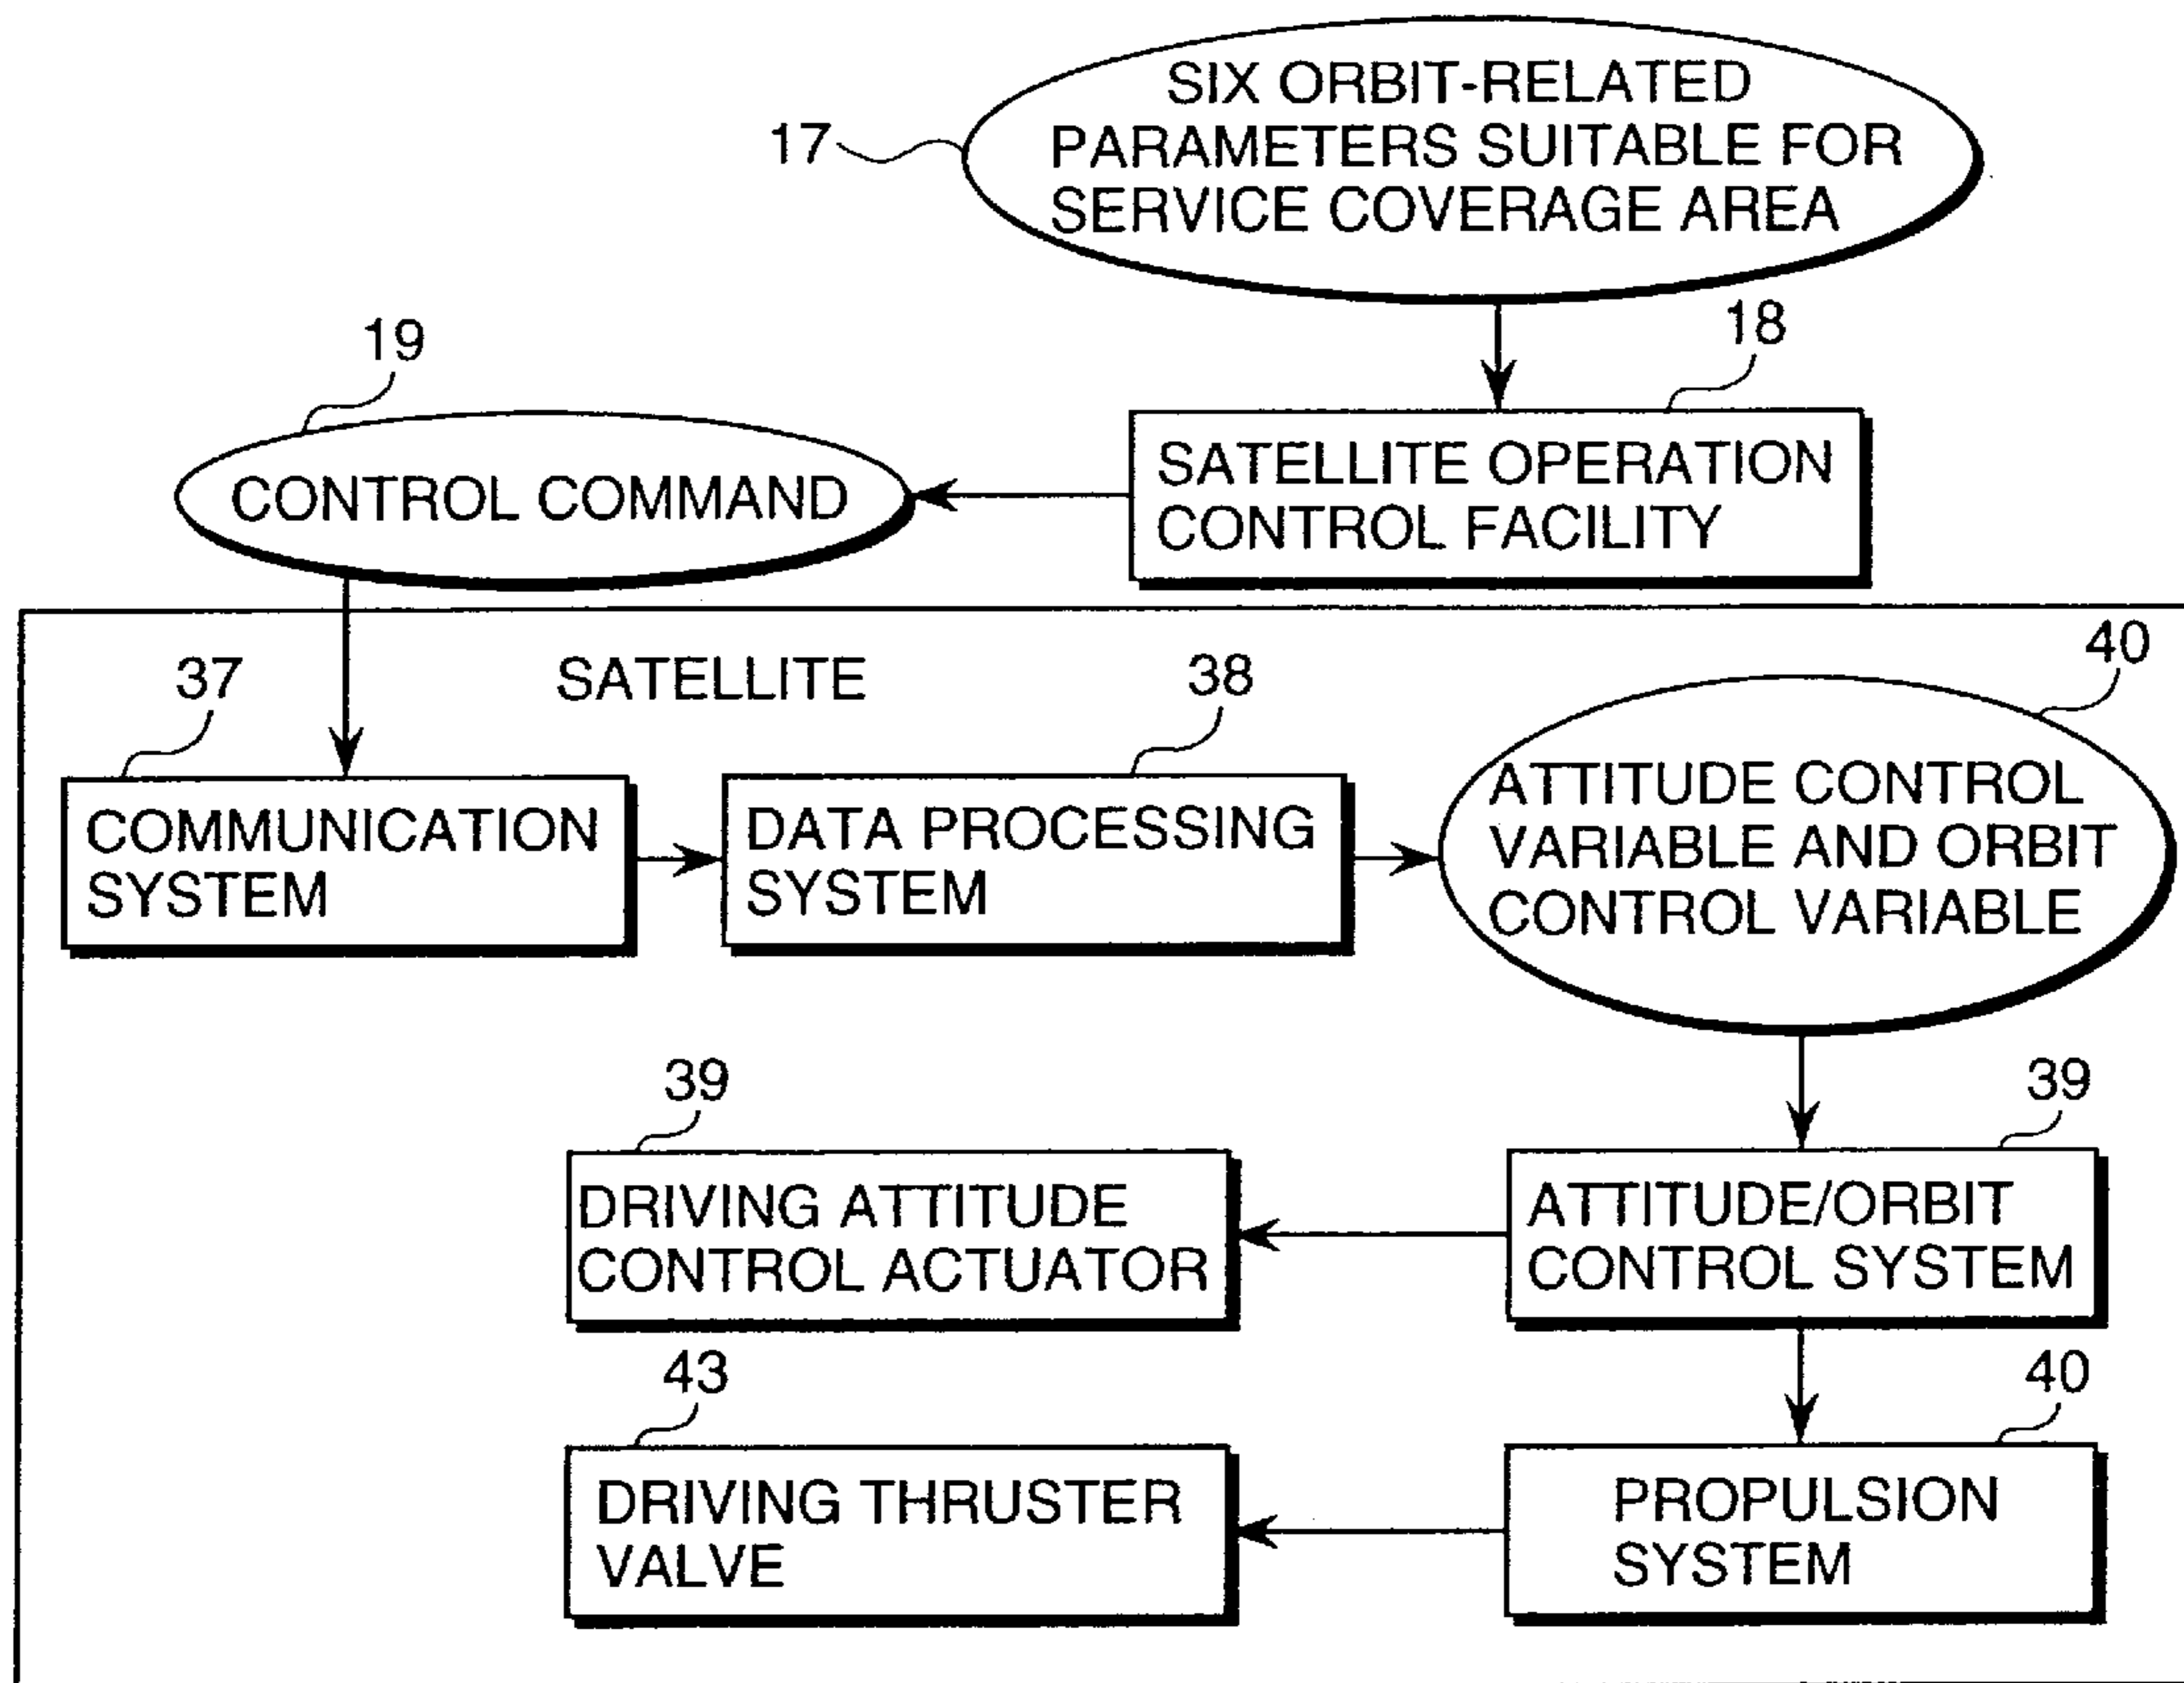 SIX ORBIT-RELATED
PARAMETERS SUITABLE FOR
SERVICE COVERAGE AREA
17
18
19
SATELLITE OPERATION
CONTROL FACILITY
CONTROL COMMAND
SATELLITE
37
38
40
COMMUNICATION
SYSTEM
DATA PROCESSING
SYSTEM
ATTITUDE CONTROL
VARIABLE AND ORBIT
CONTROL VARIABLE
39
39
DRIVING ATTITUDE
CONTROL ACTUATOR
ATTITUDE/ORBIT
CONTROL SYSTEM
43
40
DRIVING THRUSTER
VALVE
PROPULSION
SYSTEM